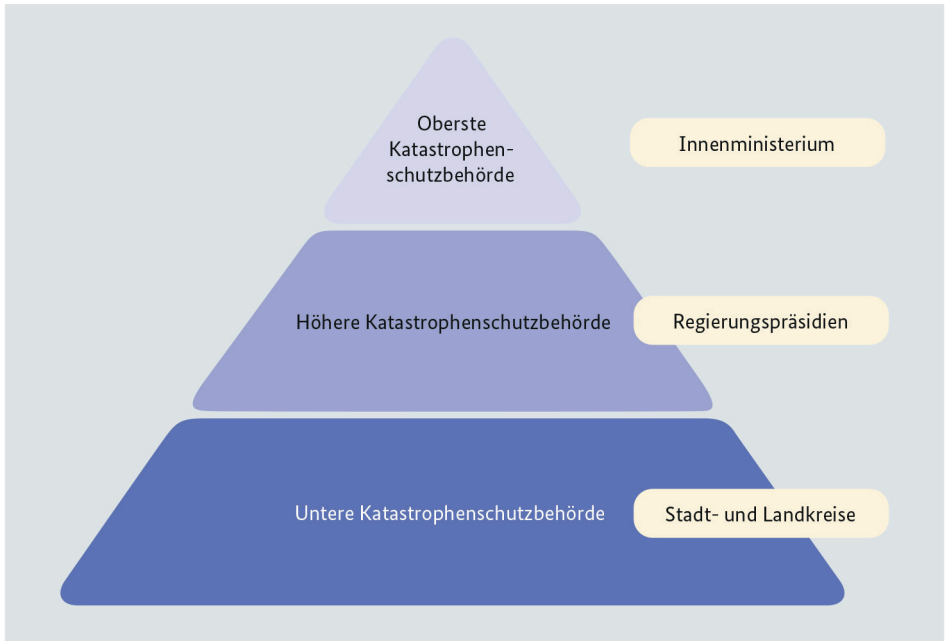 Oberste
Katastrophen-
schutzbehörde
Innenministerium
Höhere Katastrophenschutzbehörde
Regierungspräsidien
Untere Katastrophenschutzbehörde
Stadt- und Landkreise